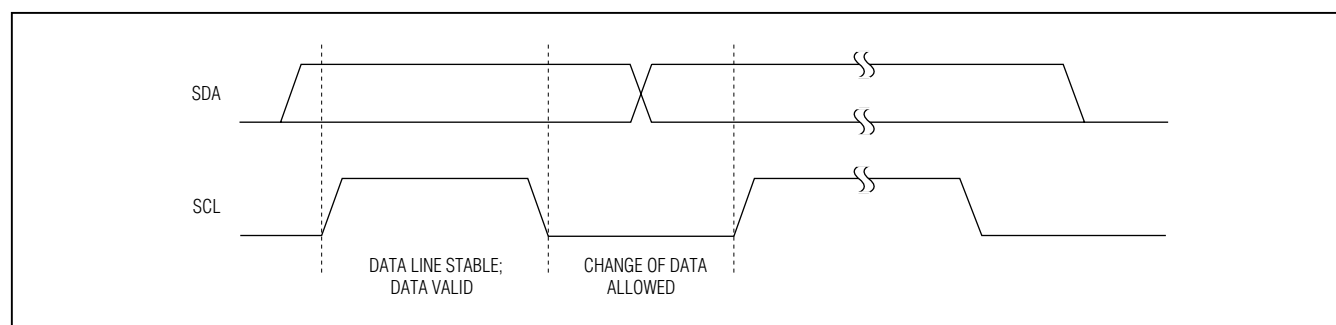 SDA
SCL
DATA LINE STABLE;
DATA VALID
CHANGE OF DATA
ALLOWED